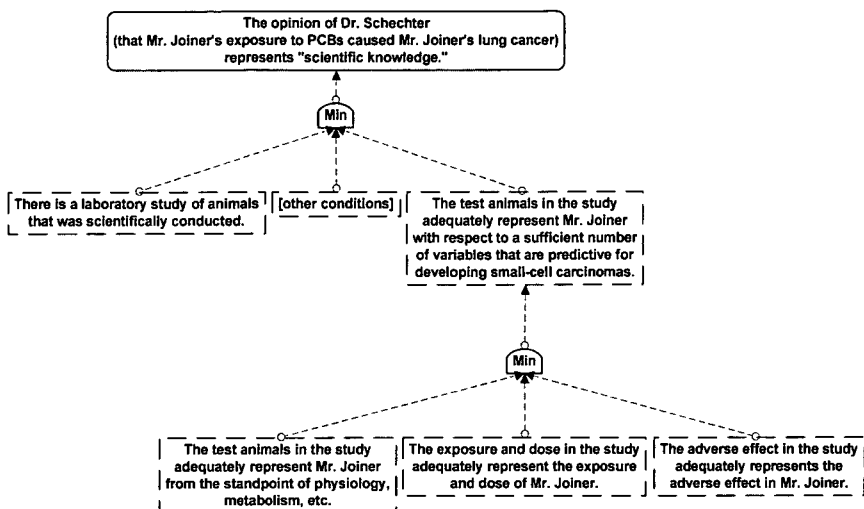 The opinion of Dr. Schechter
(that Mr. Joiner's exposure to PCBs caused Mr. Joiner's lung cancer)
represents "scientific knowledge."
Min
There is a laboratory study of animals
that was scientifically conducted.
[other conditions]
The test animals in the study
adequately represent Mr. Joiner
with respect to a sufficient number
of variables that are predictive for
developing small-cell carcinomas.
Min
The test animals in the study
adequately represent Mr. Joiner
from the standpoint of physiology,
metabolism, etc.
The exposure and dose in the study
adequately represent the exposure
and dose of Mr. Joiner.
The adverse effect in the study
adequately represents the
adverse effect in Mr. Joiner.